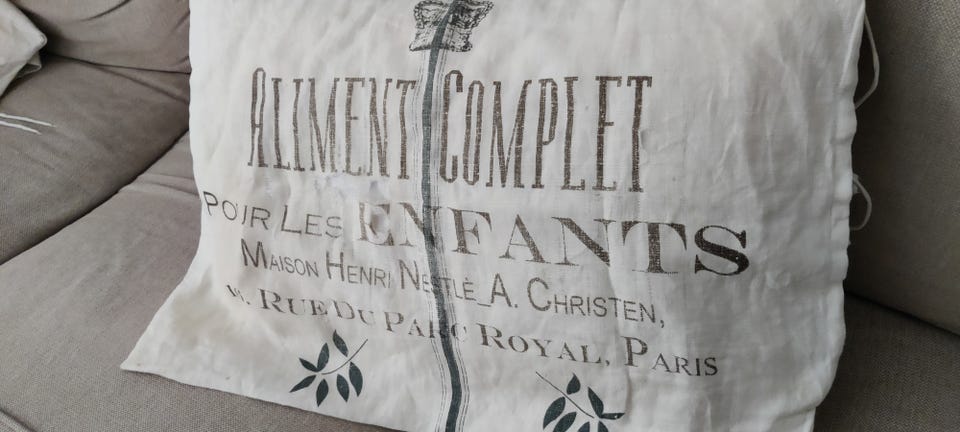 ALIMENT COMPLET
POUR LES ENFANTS
MAISON HENRI NESTLÉ_A. CHRISTEN,
RUE DU PARC ROYAL, PARIS